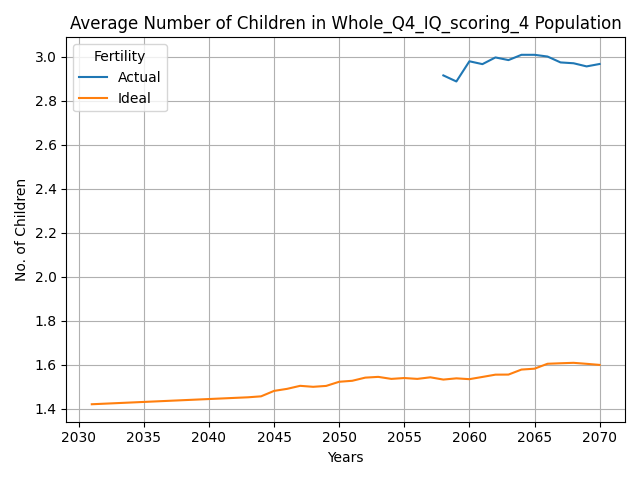 Average Number of Children in Whole_Q4_IQ_scoring_4 Population
Fertility
Actual
Ideal
No. of Children
3.0
2.8
2.6
2.4
2.2
2.0
1.8
1.6
1.4
2030 2035 2040 2045 2050 2055 2060 2065 2070
Years